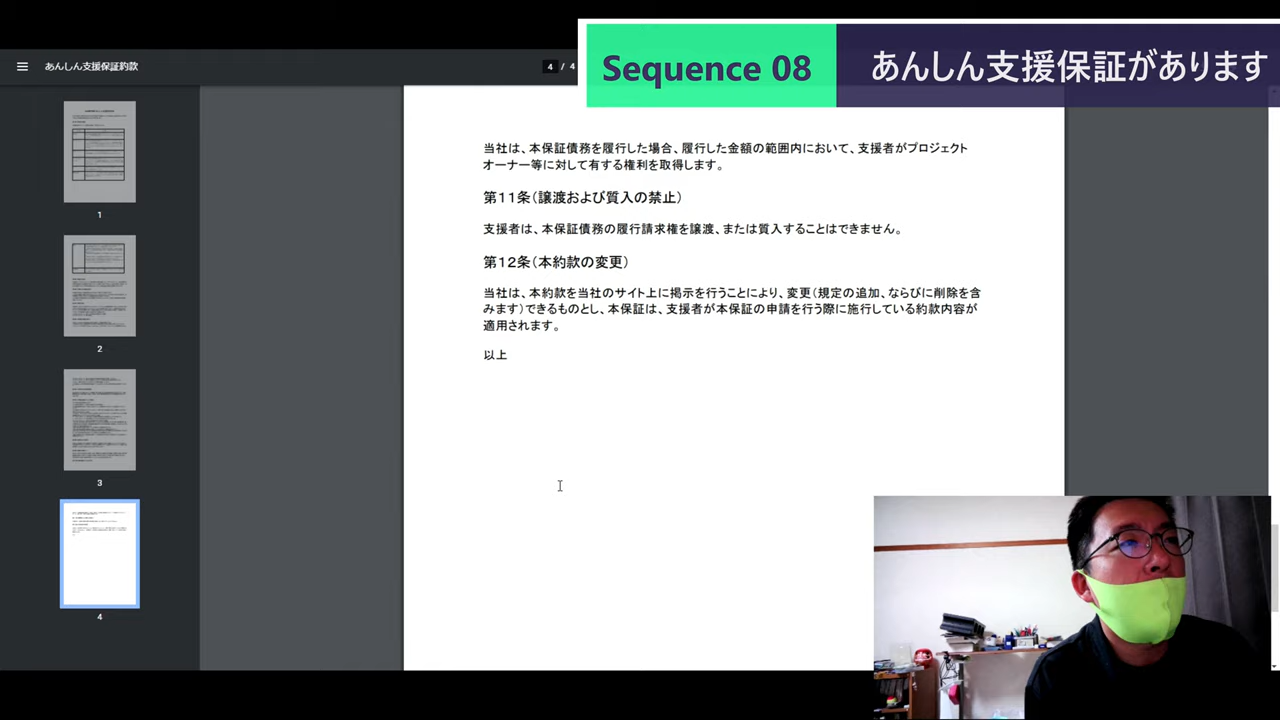 Sequence 08
あんしん支援保証があります
あんしん支援保証約款
4 / 4
当社は、本保証債務を履行した場合、履行した金額の範囲内において、支援者がプロジェクト
オーナー等に対して有する権利を取得します。
第11条(譲渡および質入の禁止)
支援者は、本保証債務の履行請求権を譲渡、または質入することはできません。
第12条(本約款の変更)
当社は、本約款を当社のサイト上に掲示を行うことにより、変更(規定の追加、ならびに削除を含
みます)できるものとし、本保証は、支援者が本保証の申請を行う際に施行している約款内容が
適用されます。
以上
1
2
3
4